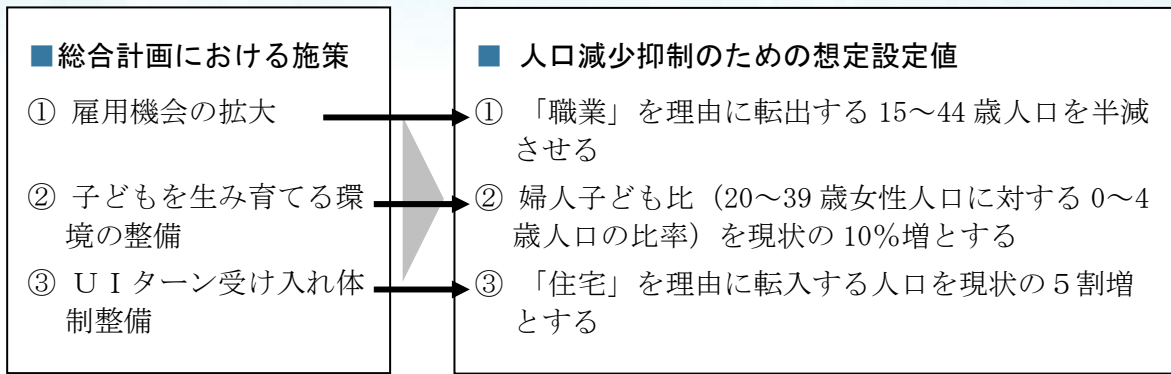 ■総合計画における施策
① 雇用機会の拡大
② 子どもを生み育てる環
境の整備
③ UIターン受け入れ体
制整備
■ 人口減少抑制のための想定設定値
① 「職業」を理由に転出する 15~44 歳人口を半減
させる
② 婦人子ども比(20~39 歳女性人口に対する 0~4
歳人口の比率)を現状の 10%増とする
③ 「住宅」を理由に転入する人口を現状の5割増
とする